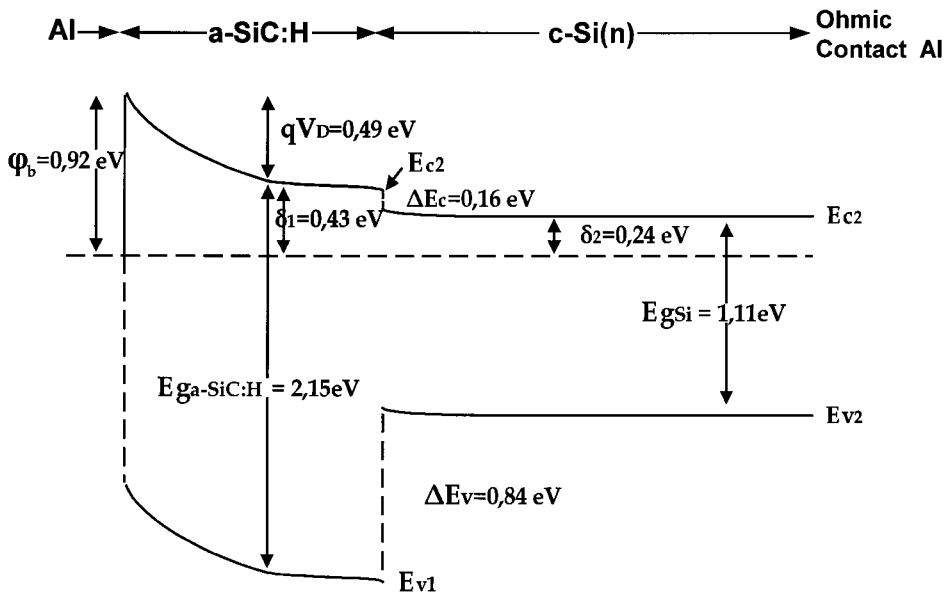 Al
a-SiC:H
c-Si(n)
Ohmic
Contact Al
qVD=0,49 eV
φb=0,92 eV
Ec2
ΔEc=0,16 eV
δ1=0,43 eV
δ2=0,24 eV
Ec2
EgSi = 1,11eV
Ega-SiC:H = 2,15eV
Ev2
ΔEv=0,84 eV
Ev1